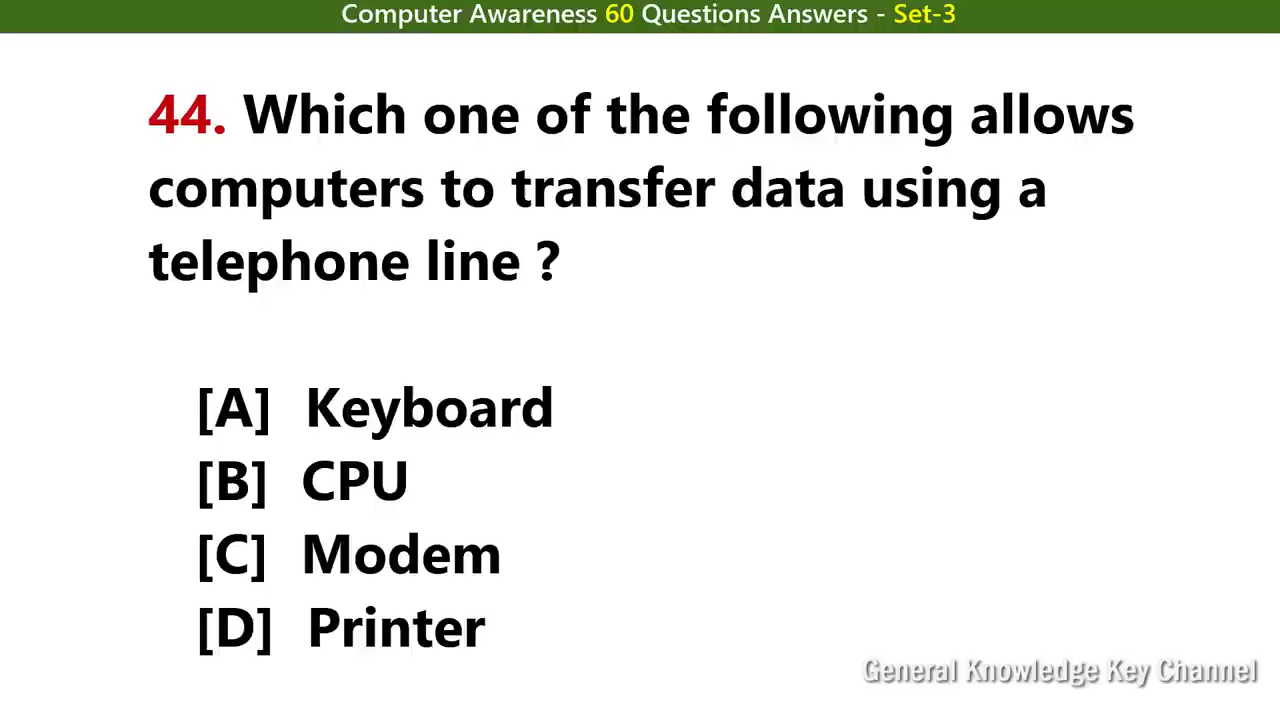 Computer Awareness 60 Questions Answers - Set-3
44. Which one of the following allows
computers to transfer data using a
telephone line ?
[A] Keyboard
[B] CPU
[C] Modem
[D] Printer
General Knowledge Key Channel